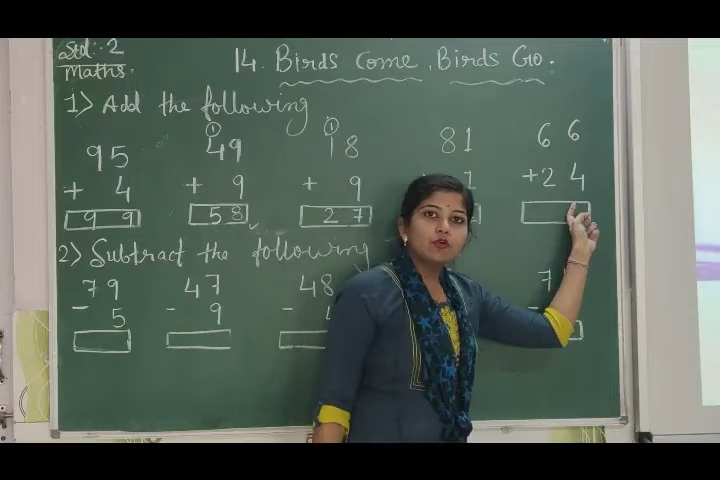 Std:- 2
Maths.
14. Birds Come, Birds Go.
1) Add the following
① ①
95 49 18 81 66
+ 4 + 9 + 9 +24
99 58 27
2) Subtract the following
79 47 48 7
- 5 - 9 - -